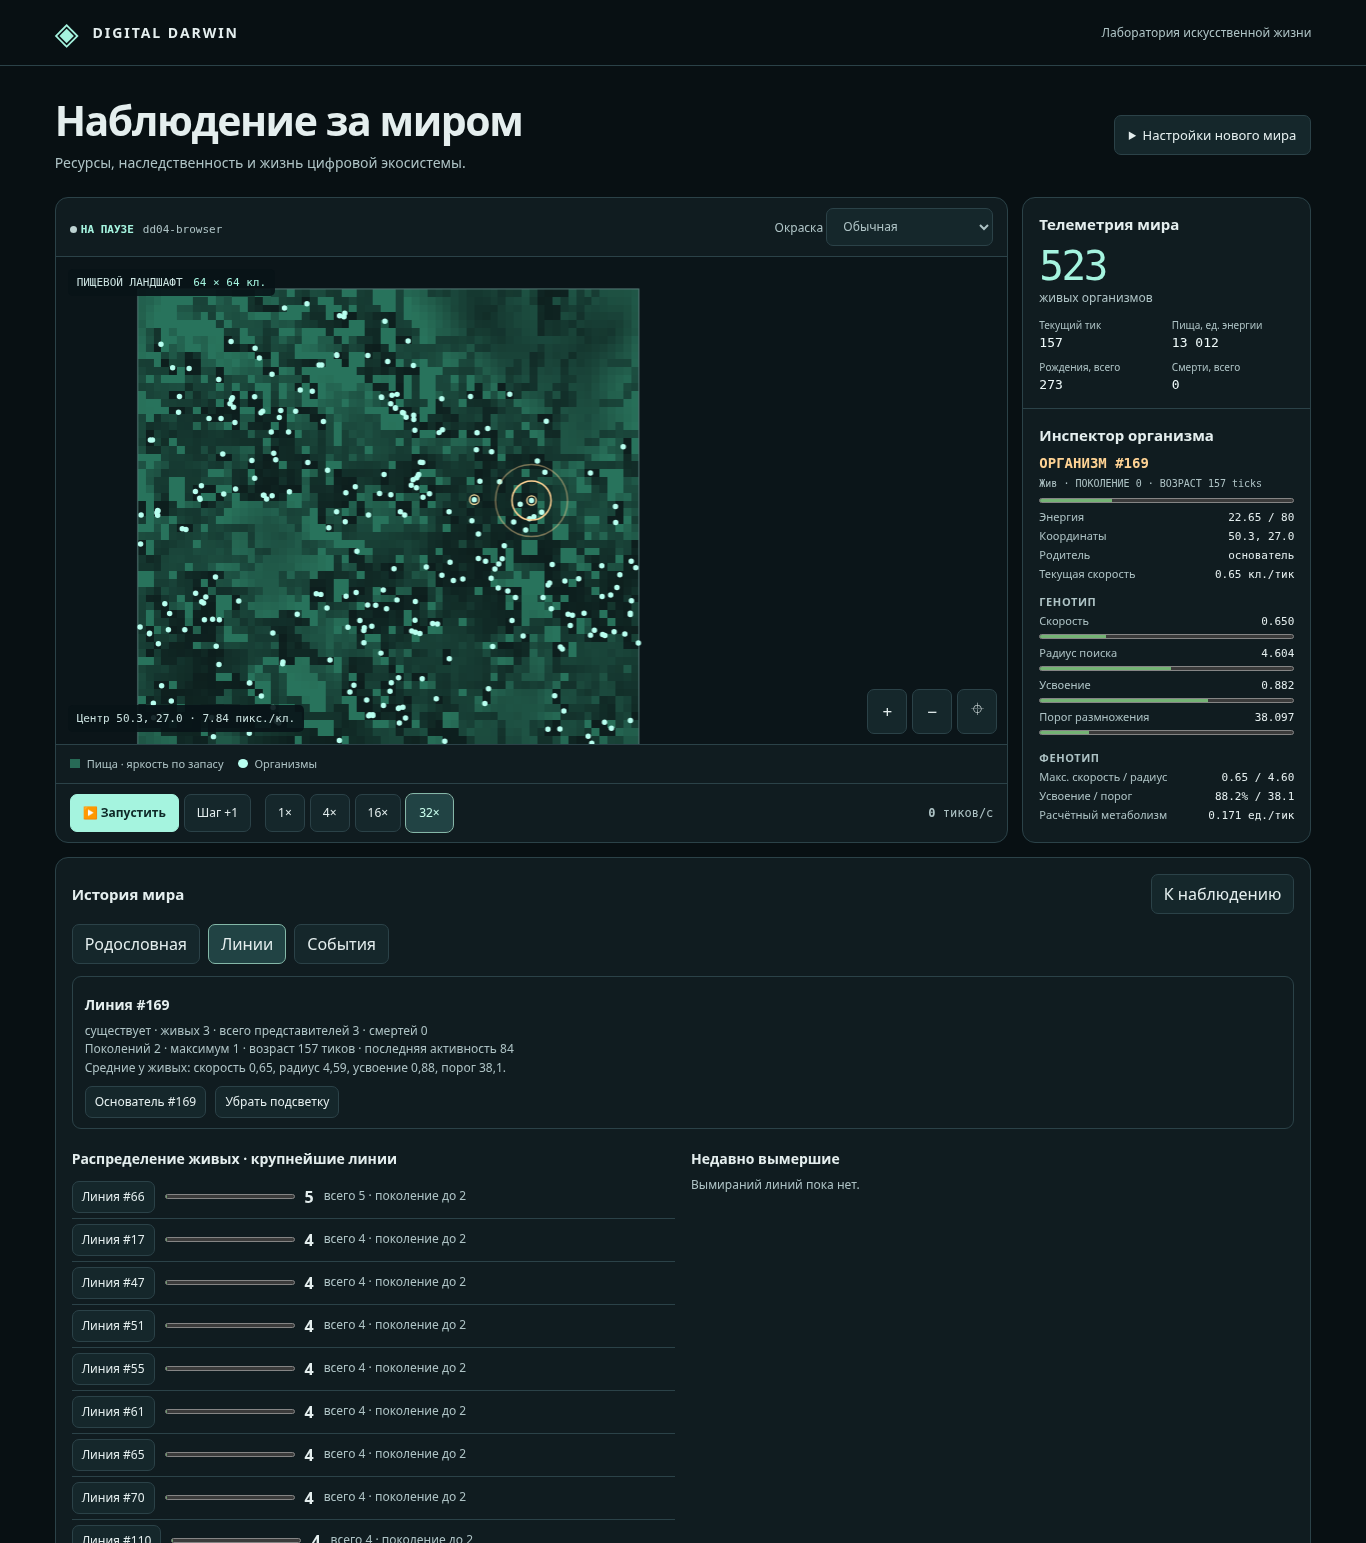 DIGITAL DARWIN
Лаборатория искусственной жизни
Наблюдение за миром
Ресурсы, наследственность и жизнь цифровой экосистемы.
▶ Настройки нового мира
НА ПАУЗЕ dd04-browser
Окраска Обычная
ПИЩЕВОЙ ЛАНДШАФТ 64 × 64 кл.
Центр 50.3, 27.0 · 7.84 пикс./кл.
+ −
Пища · яркость по запасу Организмы
▶ Запустить Шаг +1 1× 4× 16× 32× 0 тиков/с
Телеметрия мира
523
живых организмов
Текущий тик Пища, ед. энергии
157 13 012
Рождения, всего Смерти, всего
273 0
Инспектор организма
ОРГАНИЗМ #169
Жив · ПОКОЛЕНИЕ 0 · ВОЗРАСТ 157 ticks
Энергия 22.65 / 80
Координаты 50.3, 27.0
Родитель основатель
Текущая скорость 0.65 кл./тик
ГЕНОТИП
Скорость 0.650
Радиус поиска 4.604
Усвоение 0.882
Порог размножения 38.097
ФЕНОТИП
Макс. скорость / радиус 0.65 / 4.60
Усвоение / порог 88.2% / 38.1
Расчётный метаболизм 0.171 ед./тик
История мира
К наблюдению
Родословная Линии События
Линия #169
существует · живых 3 · всего представителей 3 · смертей 0
Поколений 2 · максимум 1 · возраст 157 тиков · последняя активность 84
Средние у живых: скорость 0,65, радиус 4,59, усвоение 0,88, порог 38,1.
Основатель #169 Убрать подсветку
Распределение живых · крупнейшие линии
Линия #66 5 всего 5 · поколение до 2
Линия #17 4 всего 4 · поколение до 2
Линия #47 4 всего 4 · поколение до 2
Линия #51 4 всего 4 · поколение до 2
Линия #55 4 всего 4 · поколение до 2
Линия #61 4 всего 4 · поколение до 2
Линия #65 4 всего 4 · поколение до 2
Линия #70 4 всего 4 · поколение до 2
Линия #110 4 всего 4 · поколение до 2
Недавно вымершие
Вымираний линий пока нет.